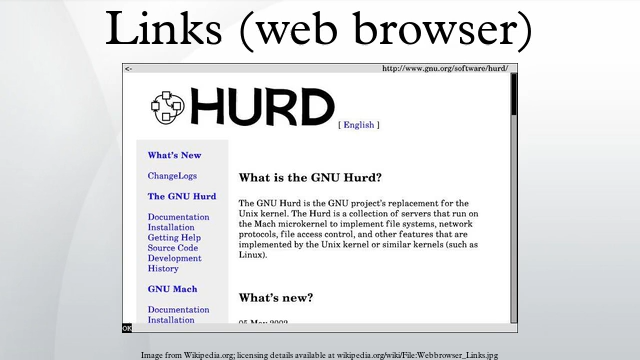 Links (web browser)
<- http://www.gnu.org/software/hurd/
HURD
[ English ]
What's New
ChangeLogs
The GNU Hurd
Documentation
Installation
Getting Help
Source Code
Development
History
GNU Mach
Documentation
Installation
What is the GNU Hurd?
The GNU Hurd is the GNU project's replacement for the
Unix kernel. The Hurd is a collection of servers that run on
the Mach microkernel to implement file systems, network
protocols, file access control, and other features that are
implemented by the Unix kernel or similar kernels (such as
Linux).
What's new?
05 May 2002
OK
Image from Wikipedia.org; licensing details available at wikipedia.org/wiki/File:Webbrowser_Links.jpg